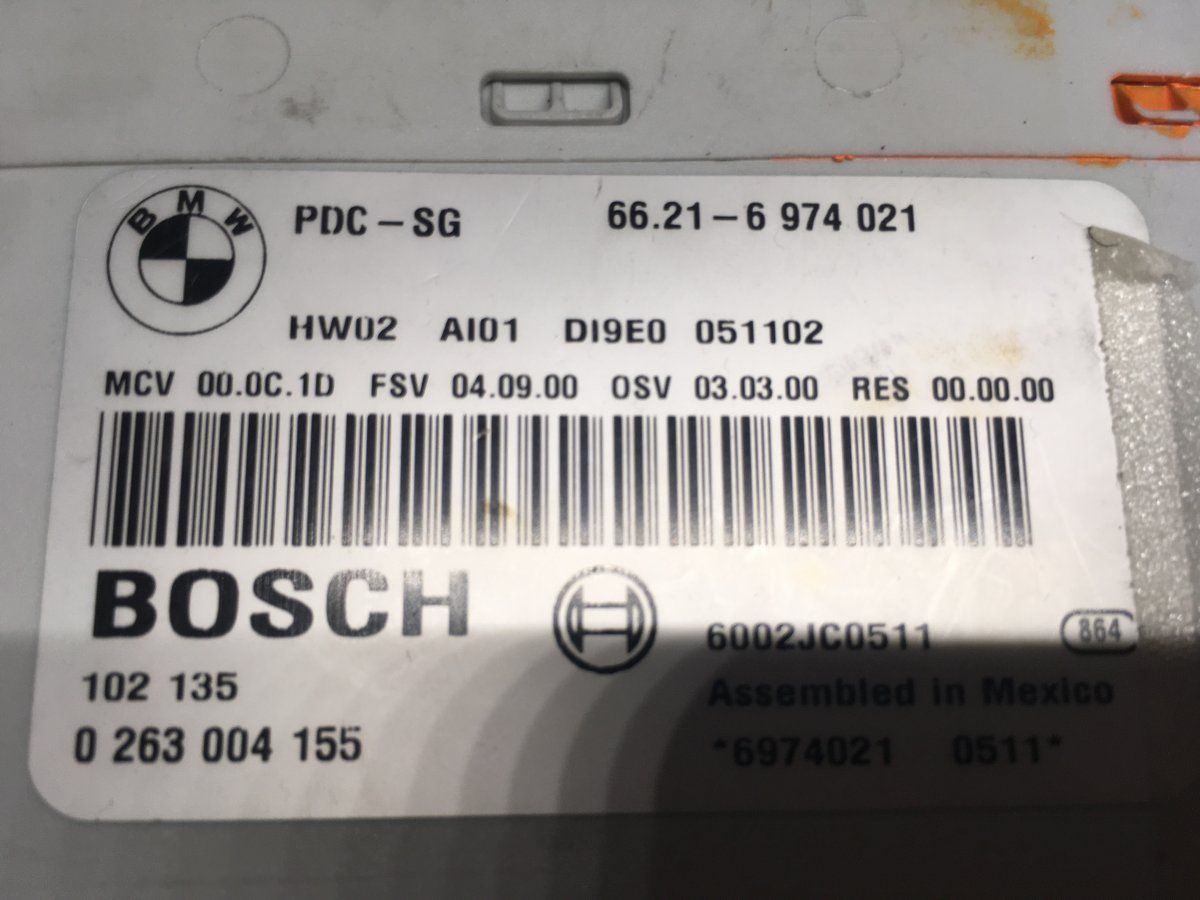 BMW
PDC-SG 66.21-6 974 021
HW02 AI01 DI9E0 051102
MCV 00.0C.1D FSV 04.09.00 OSV 03.03.00 RES 00.00.00
BOSCH
6002JC0511 864
102 135
Assembled in Mexico
0 263 004 155
*6974021 0511*